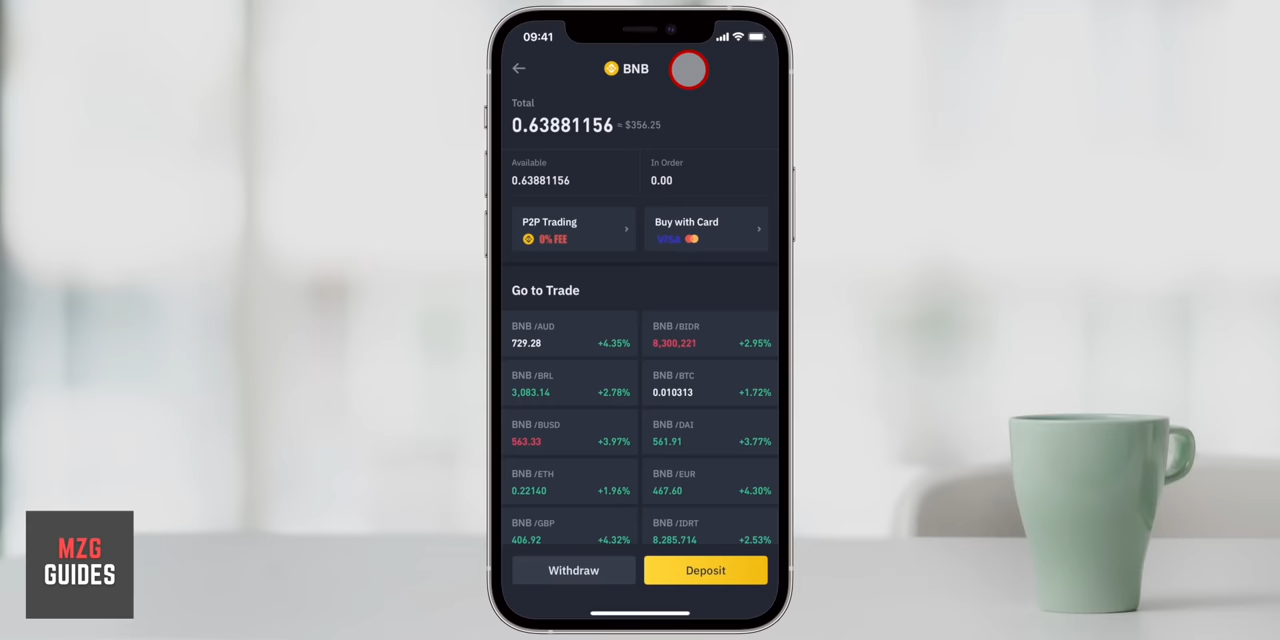 09:41
BNB
Total
0.63881156 ≈ $356.25
Available
In Order
0.63881156
0.00
P2P Trading
0% FEE
Buy with Card
VISA
Go to Trade
BNB /AUD
729.28 +4.35%
BNB /BIDR
8,300,221 +2.95%
BNB /BRL
3,083.14 +2.78%
BNB /BTC
0.010313 +1.72%
BNB /BUSD
563.33 +3.97%
BNB /DAI
561.91 +3.77%
BNB /ETH
0.22140 +1.96%
BNB /EUR
467.60 +4.30%
BNB /GBP
406.92 +4.32%
BNB /IDRT
8,285,714 +2.53%
Withdraw
Deposit
MZG
GUIDES